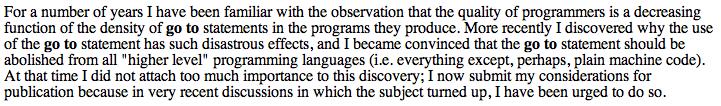 For a number of years I have been familiar with the observation that the quality of programmers is a decreasing
function of the density of go to statements in the programs they produce. More recently I discovered why the use
of the go to statement has such disastrous effects, and I became convinced that the go to statement should be
abolished from all "higher level" programming languages (i.e. everything except, perhaps, plain machine code).
At that time I did not attach too much importance to this discovery; I now submit my considerations for
publication because in very recent discussions in which the subject turned up, I have been urged to do so.